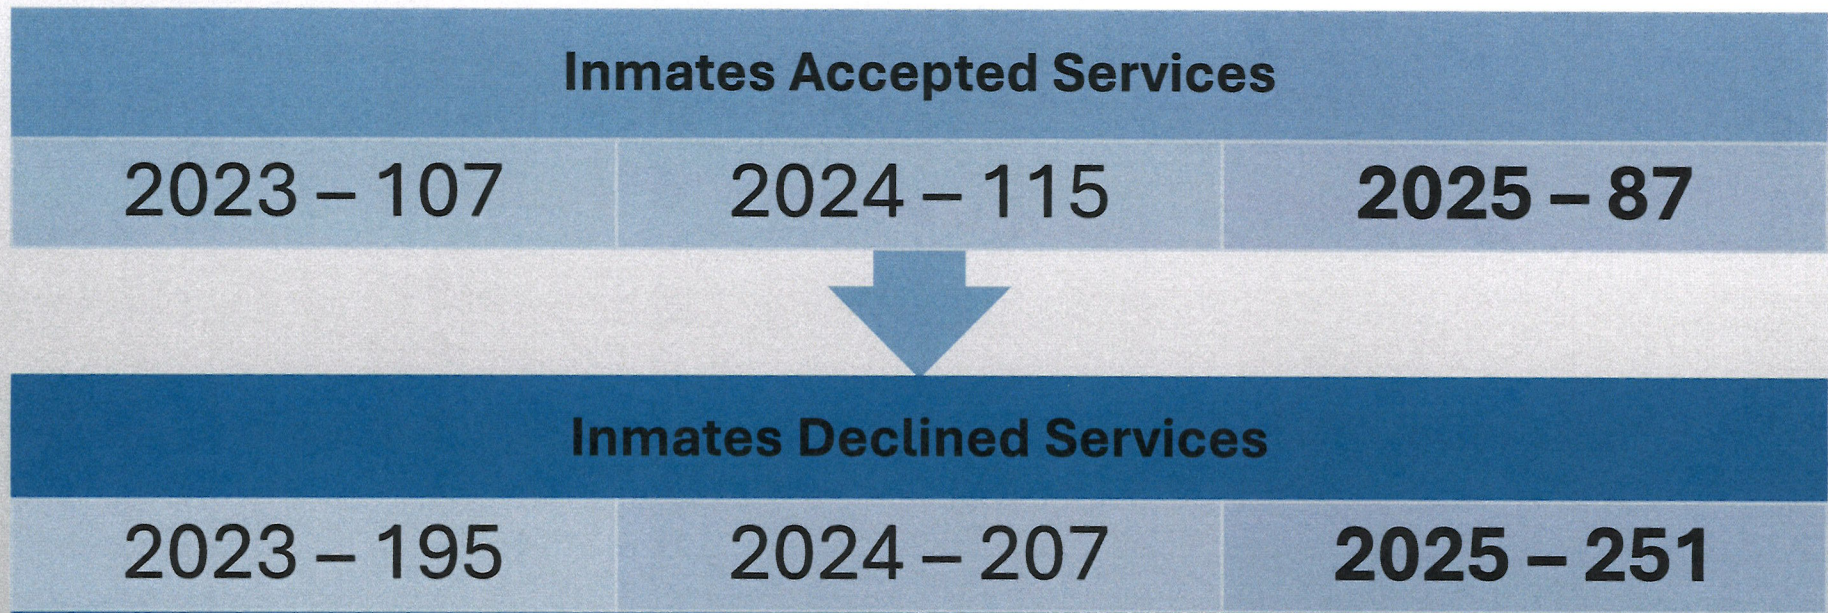 Inmates Accepted Services
2023 – 107 2024 – 115 2025 – 87
Inmates Declined Services
2023 – 195 2024 – 207 2025 – 251